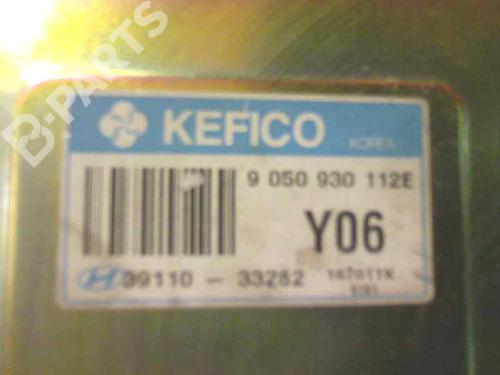 B-PARTS
KEFICO
KOREA
9 050 930 112E
Y06
39110 - 33282